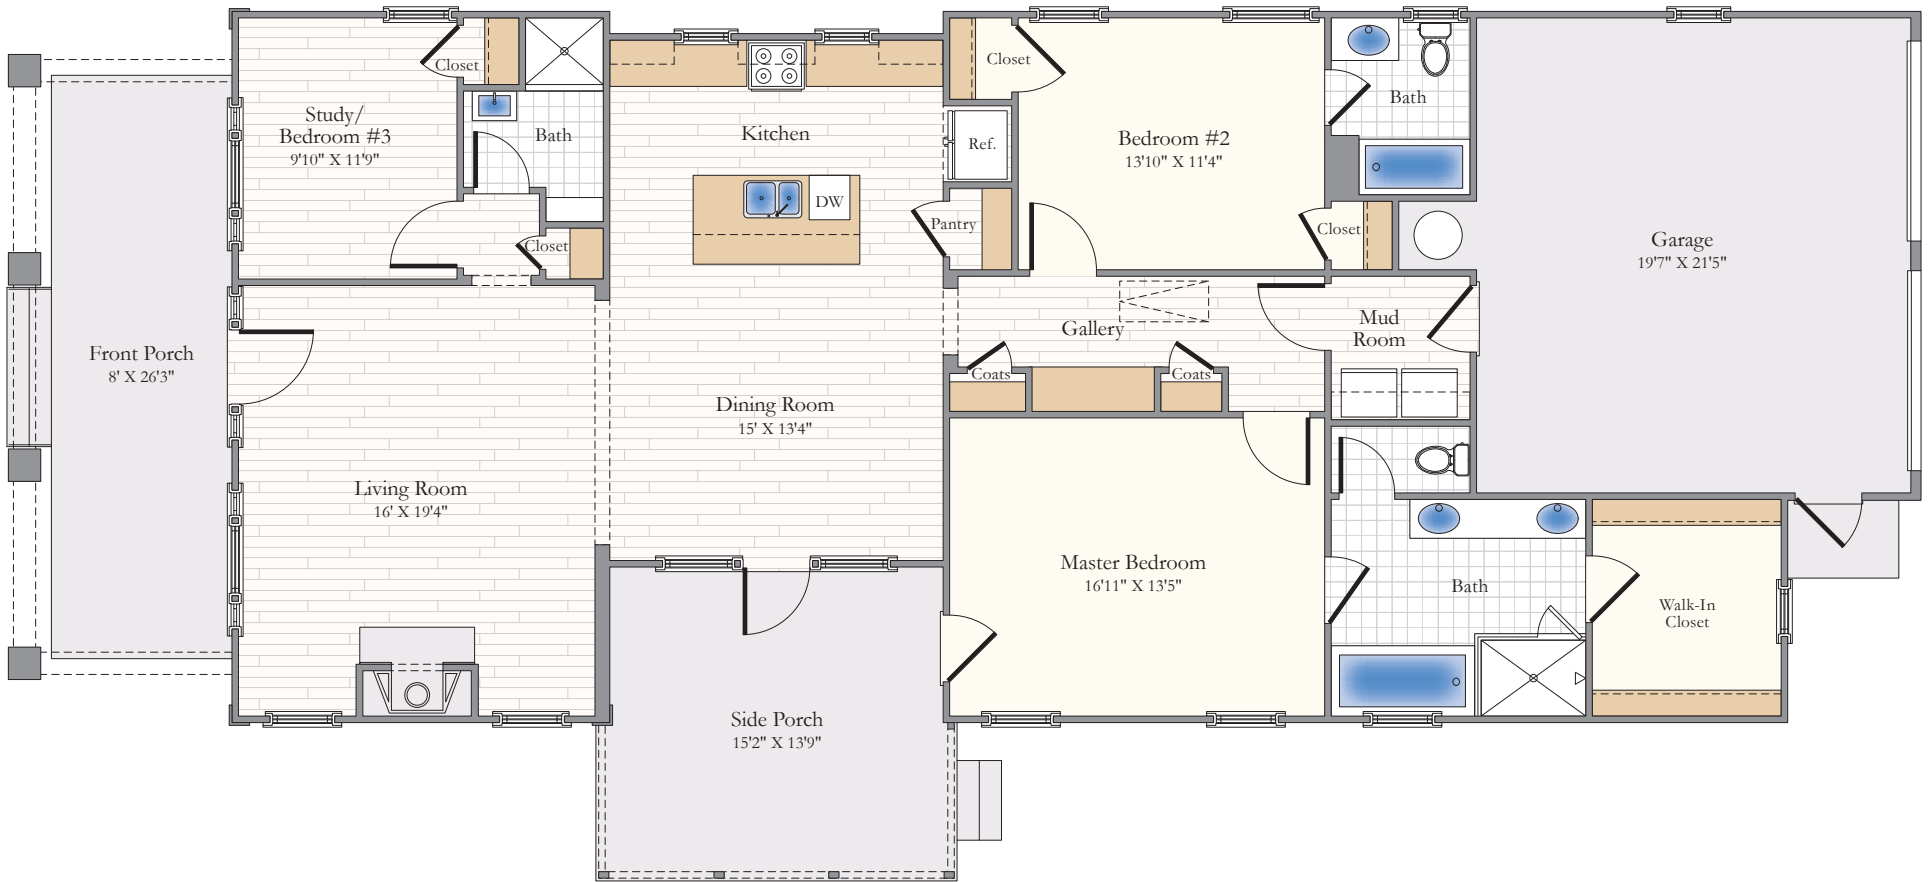 Closet
Study/
Bedroom #3
9'10" X 11'9"
Bath
Closet
Kitchen
DW
Closet
Ref.
Pantry
Bedroom #2
13'10" X 11'4"
Bath
Closet
Garage
19'7" X 21'5"
Front Porch
8' X 26'3"
Gallery
Mud
Room
Coats
Coats
Dining Room
15' X 13'4"
Living Room
16' X 19'4"
Master Bedroom
16'11" X 13'5"
Bath
Walk-In
Closet
Side Porch
15'2" X 13'9"